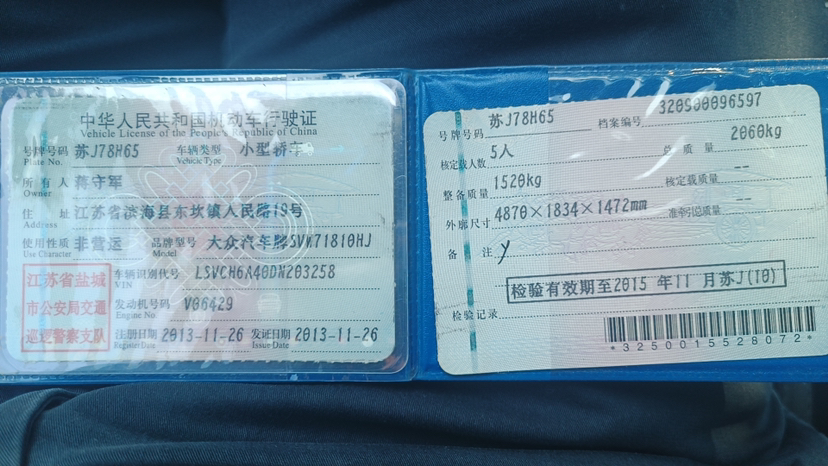 中华人民共和国机动车行驶证
Vehicle License of the People's Republic of China
号牌号码 苏J78H65 车辆类型 小型轿车
Plate No. Vehicle Type
所有人 蒋守军
Owner
住址 江苏省滨海县东坎镇人民路19号
Address
使用性质 非营运 品牌型号 大众汽车牌SVW71810HJ
Use Character Model
江苏省盐城
市公安局交通
巡逻警察支队
车辆识别代号 LSVCH6A40DN203258
VIN
发动机号码 V06429
Engine No.
注册日期 2013-11-26 发证日期 2013-11-26
Register Date Issue Date
号牌号码 苏J78H65 档案编号 320900096597
核定载人数 5人 总质量 2060kg
整备质量 1520kg 核定载质量 --
外廓尺寸 4870×1834×1472mm 准牵引总质量 --
备注 y
检验有效期至2015 年11 月苏J(10)
检验记录
*3250015528072*